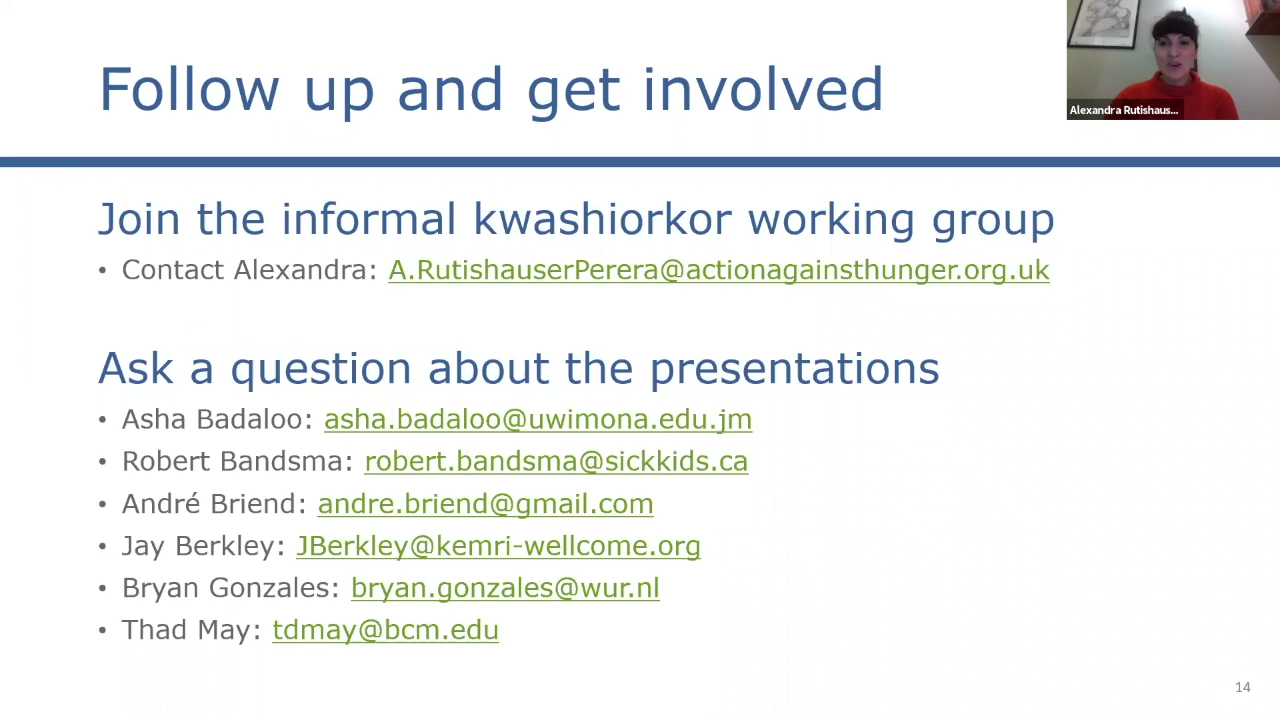 Follow up and get involved
Alexandra Rutishaus...
Join the informal kwashiorkor working group
• Contact Alexandra: A.RutishauserPerera@actionagainsthunger.org.uk
Ask a question about the presentations
• Asha Badaloo: asha.badaloo@uwimona.edu.jm
• Robert Bandsma: robert.bandsma@sickkids.ca
• André Briend: andre.briend@gmail.com
• Jay Berkley: JBerkley@kemri-wellcome.org
• Bryan Gonzales: bryan.gonzales@wur.nl
• Thad May: tdmay@bcm.edu
14